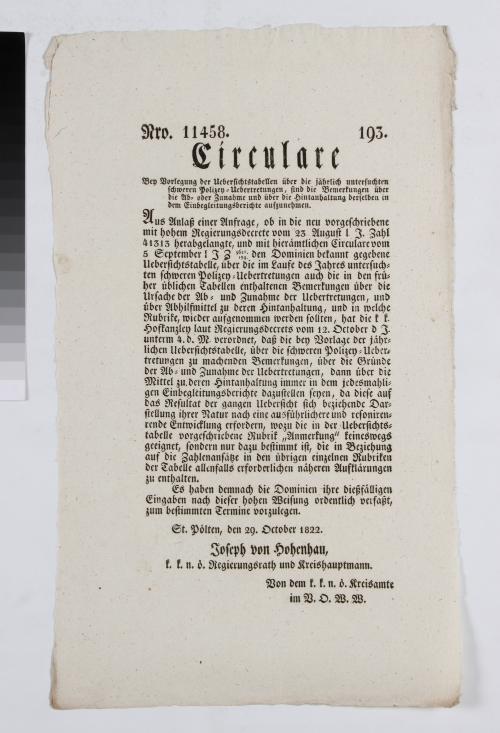 Nro. 11458. 193.
Circulare
Bey Vorlegung der Uebersichtstabellen über die jährlich untersuchten
schweren Polizey-Uebertretungen, sind die Bemerkungen über
die Ab- oder Zunahme und über die Hintanhaltung derselben in
dem Einbegleitungsberichte aufzunehmen.
Aus Anlaß einer Anfrage, ob in die neu vorgeschriebene
mit hohem Regierungsdecrete vom 23 August l J. Zahl
41313 herabgelangte, und mit hierämtlichen Circulare vom
5 September l J Z den Dominien bekannt gegebene
Uebersichtstabelle, über die im Laufe des Jahres untersuch-
ten schweren Polizey-Uebertretungen auch die in den frü-
her üblichen Tabellen enthaltenen Bemerkungen über die
Ursache der Ab- und Zunahme der Uebertretungen, und
über Abhilfmittel zu deren Hintanhaltung, und in welche
Rubrike, wieder aufgenommen werden sollten, hat die k k.
Hofkanzley laut Regierungsdecrets vom 12. October d J.
unterm 4. d. M. verordnet, daß die bey Vorlage der jähr-
lichen Uebersichtstabelle, über die schweren Polizey-Ueber-
tretungen zu machenden Bemerkungen, über die Gründe
der Ab- und Zunahme der Uebertretungen, dann über die
Mittel zu deren Hintanhaltung immer in dem jedesmahli-
gen Einbegleitungsberichte dazustellen seyen, da diese auf
das Resultat der gangen Uebersicht sich beziehende Dar-
stellung ihrer Natur nach eine ausführlichere und resoniren-
rende Entwicklung erfordern, wozu die in der Uebersichts-
tabelle vorgeschriebene Rubrik „Anmerkung“ keineswegs
geeignet, sondern nur dazu bestimmt ist, die in Beziehung
auf die Zahlenansätze in den übrigen einzelnen Rubriken
der Tabelle allenfalls erforderlichen näheren Aufklärungen
zu enthalten.
Es haben demnach die Dominien ihre dießfälligen
Eingaben nach dieser hohen Weisung ordentlich verfaßt,
zum bestimmten Termine vorzulegen.
St. Pölten, den 29. October 1822.
Joseph von Hohenhau,
k. k. n. ö. Regierungsrath und Kreishauptmann.
Von dem k. k. n. ö. Kreisamte
im V. O. W. W.